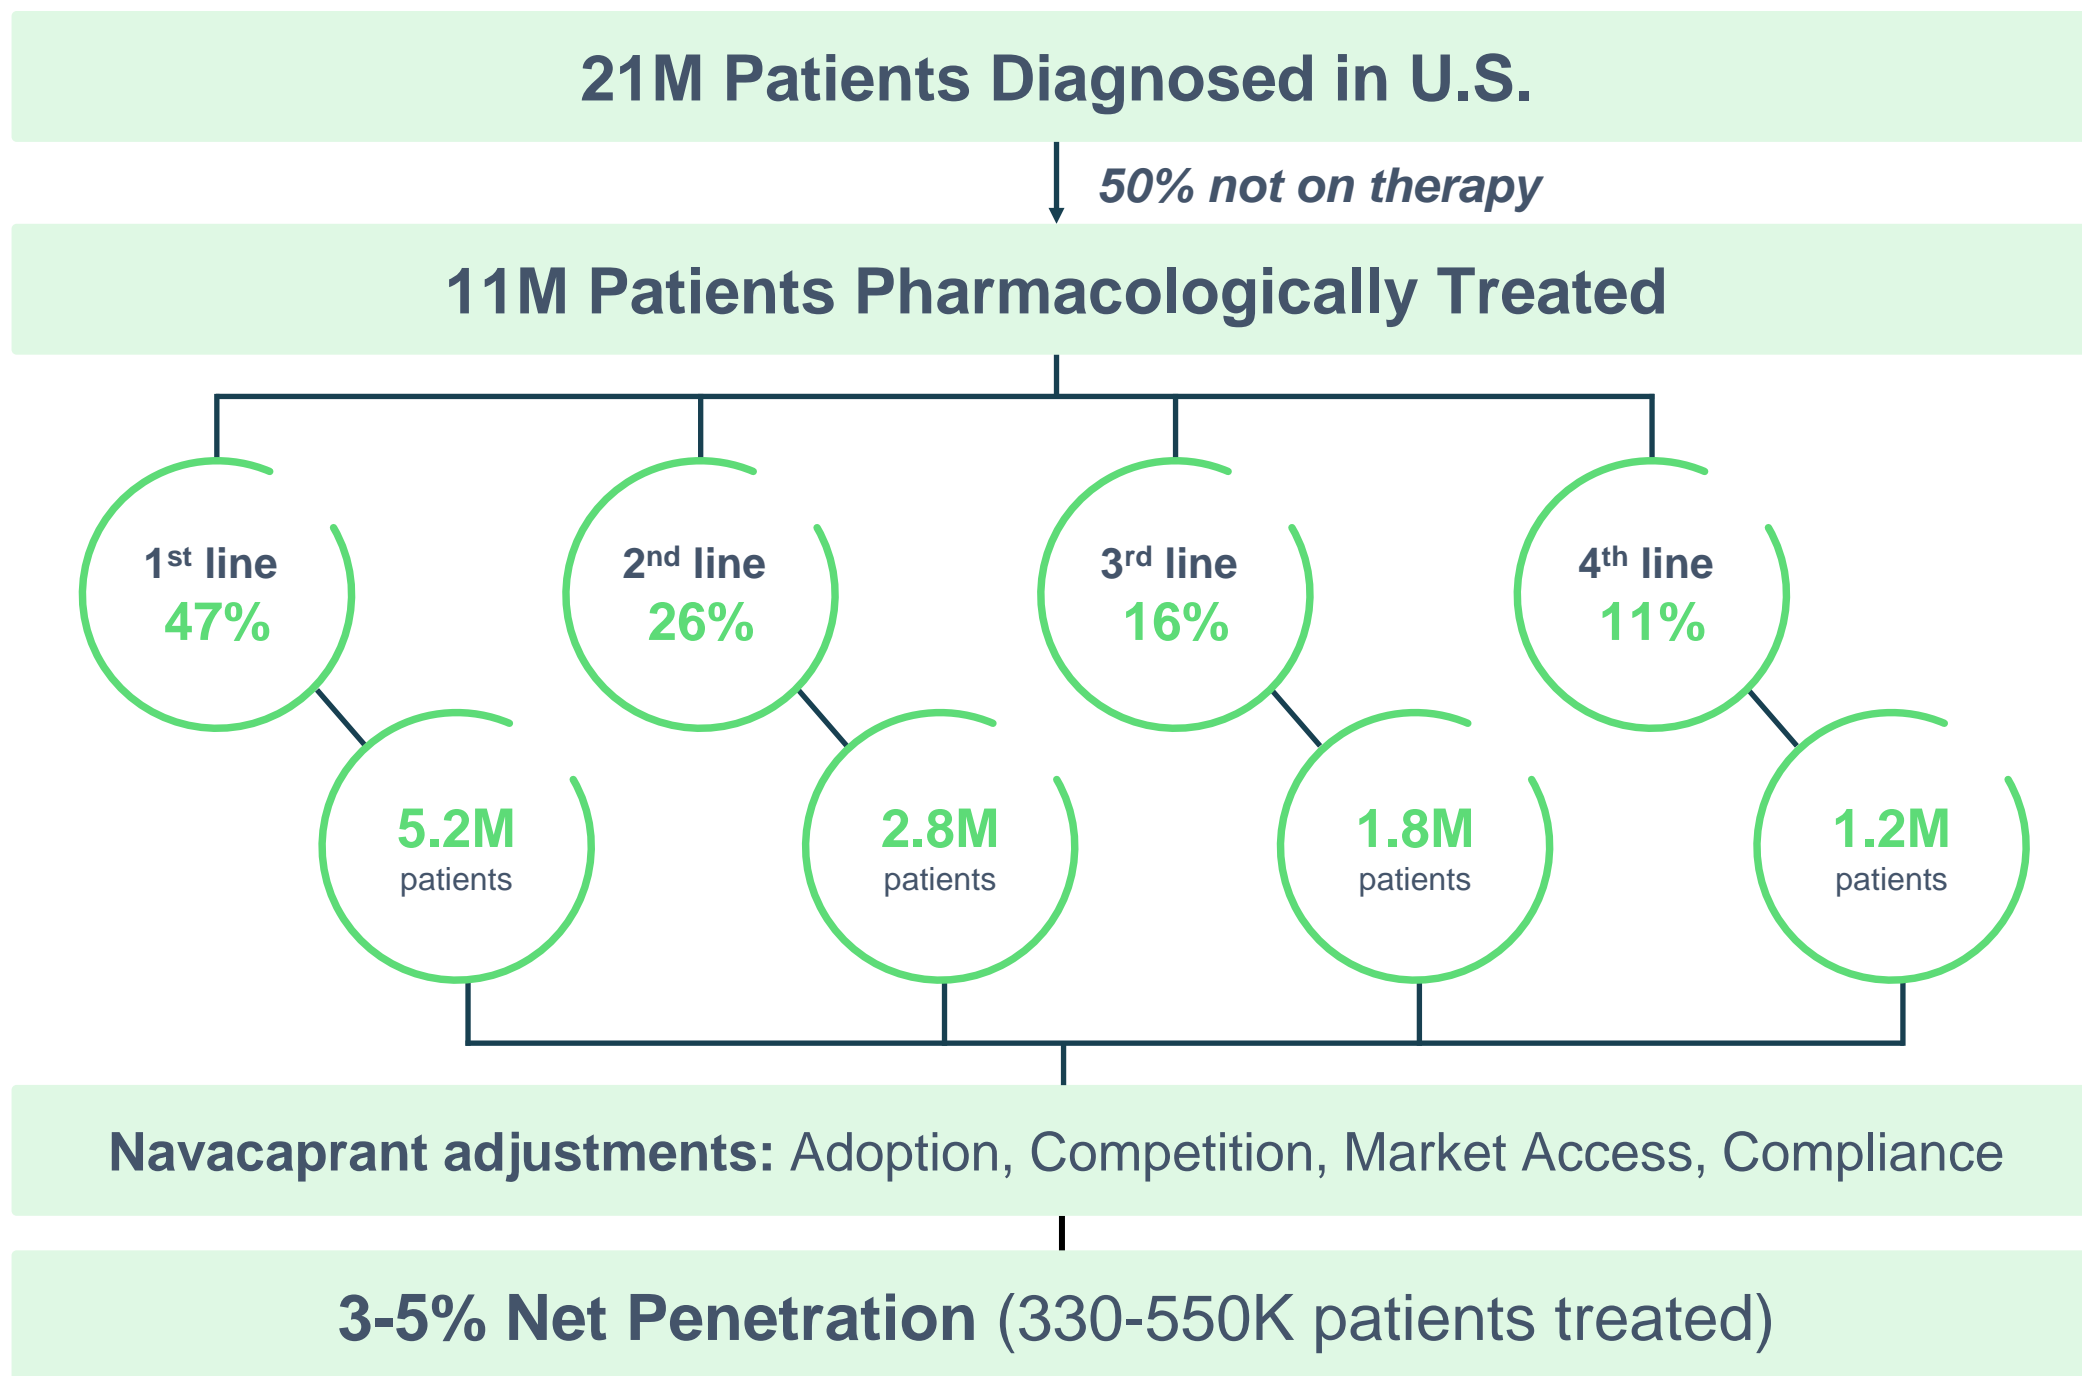 21M Patients Diagnosed in U.S.
50% not on therapy
11M Patients Pharmacologically Treated
1st line
47%
2nd line
26%
3rd line
16%
4th line
11%
5.2M
patients
2.8M
patients
1.8M
patients
1.2M
patients
Navacaprant adjustments: Adoption, Competition, Market Access, Compliance
3-5% Net Penetration (330-550K patients treated)